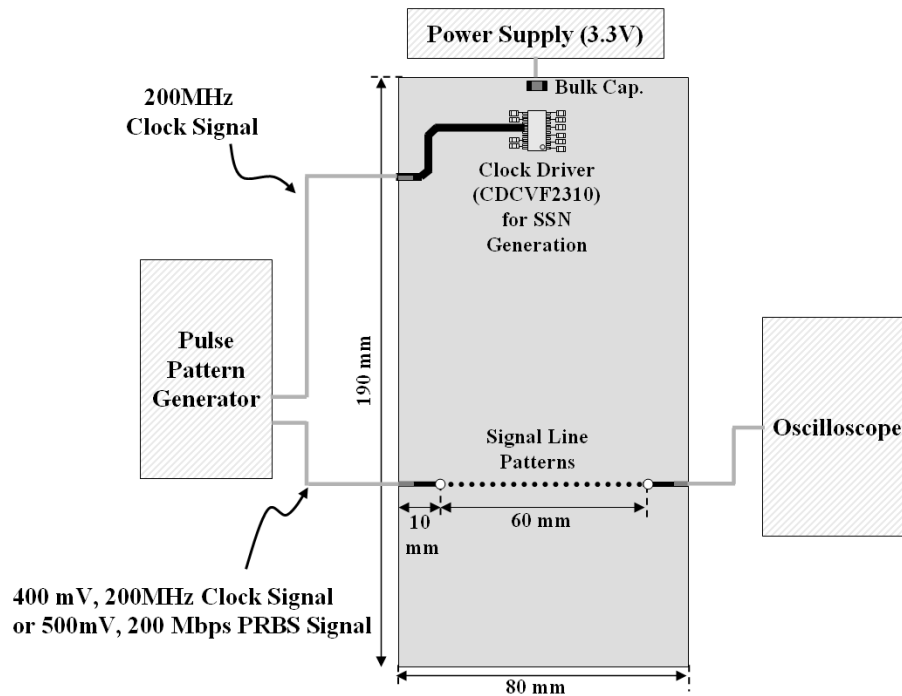 Power Supply (3.3V)
Bulk Cap.
200MHz
Clock Signal
Clock Driver
(CDCVF2310)
for SSN
Generation
Pulse
Pattern
Generator
190 mm
Signal Line
Patterns
Oscilloscope
10
mm
60 mm
400 mV, 200MHz Clock Signal
or 500mV, 200 Mbps PRBS Signal
80 mm